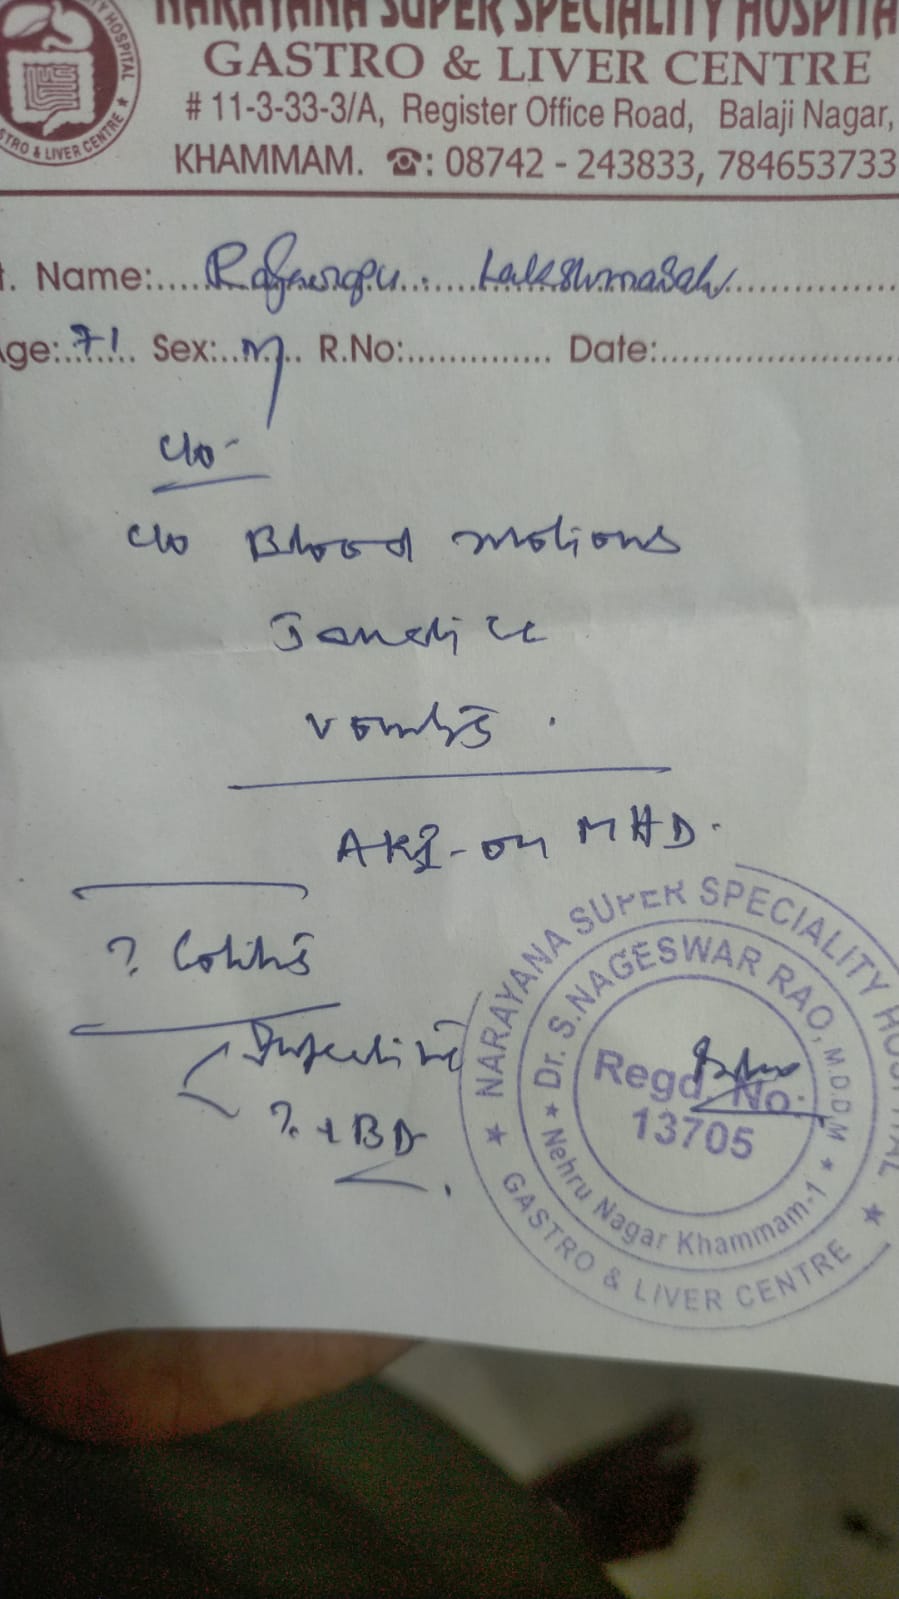 NARAYANA SUPER SPECIALITY HOSPITA
GASTRO & LIVER CENTRE
# 11-3-33-3/A, Register Office Road, Balaji Nagar,
KHAMMAM. ☎: 08742 - 243833, 784653733
Name:
ge: 71 Sex: M R.No: Date:
c/o
c/o Blood motions
Jaundice
vomitis
AKI - on MHD.
? Colitis
Infective
? IBD
NARAYANA SUPER SPECIALITY HOSPITAL
★ GASTRO & LIVER CENTRE ★
Dr. S.NAGESWAR RAO, M.D.D.M
★ Nehru Nagar Khammam-1 ★
Regd. No:
13705